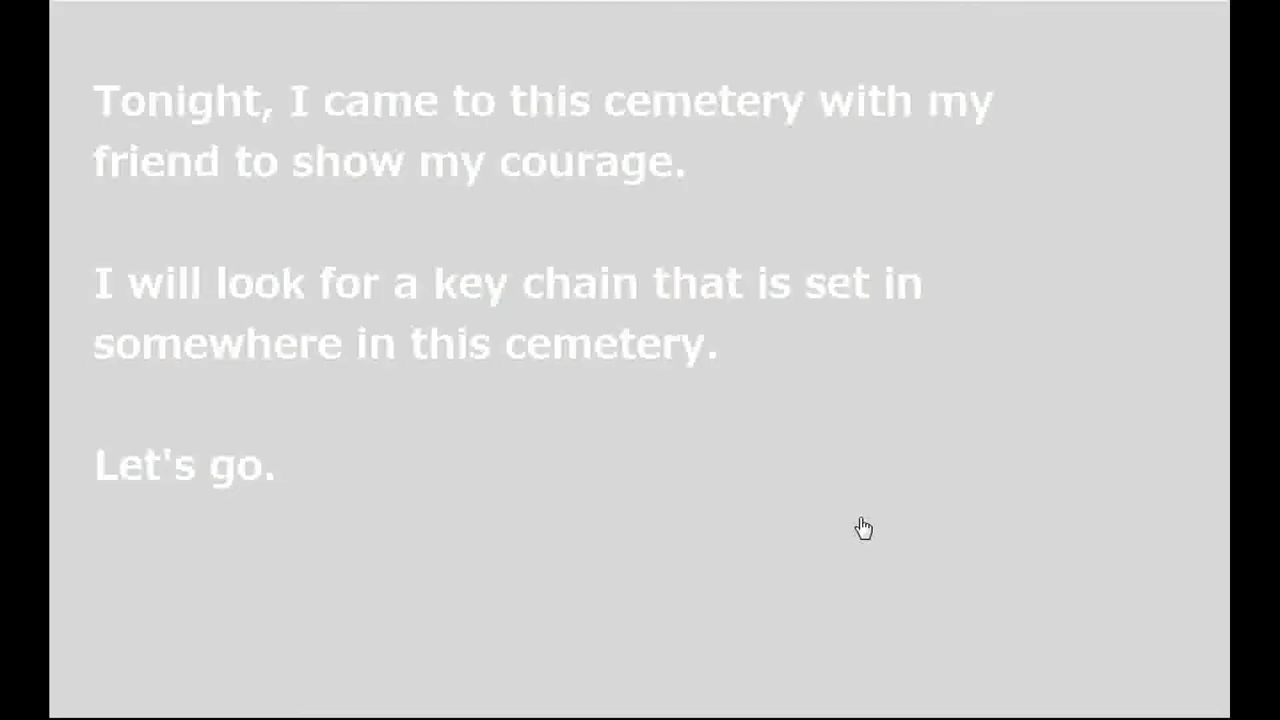 Tonight, I came to this cemetery with my
friend to show my courage.
I will look for a key chain that is set in
somewhere in this cemetery.
Let's go.